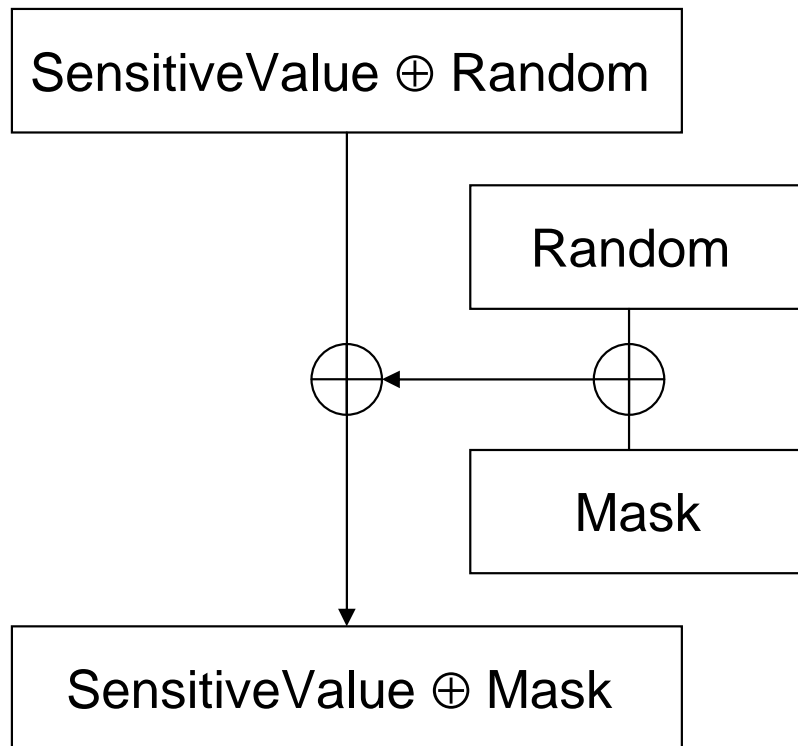 SensitiveValue ⊕ Random
Random
Mask
SensitiveValue ⊕ Mask